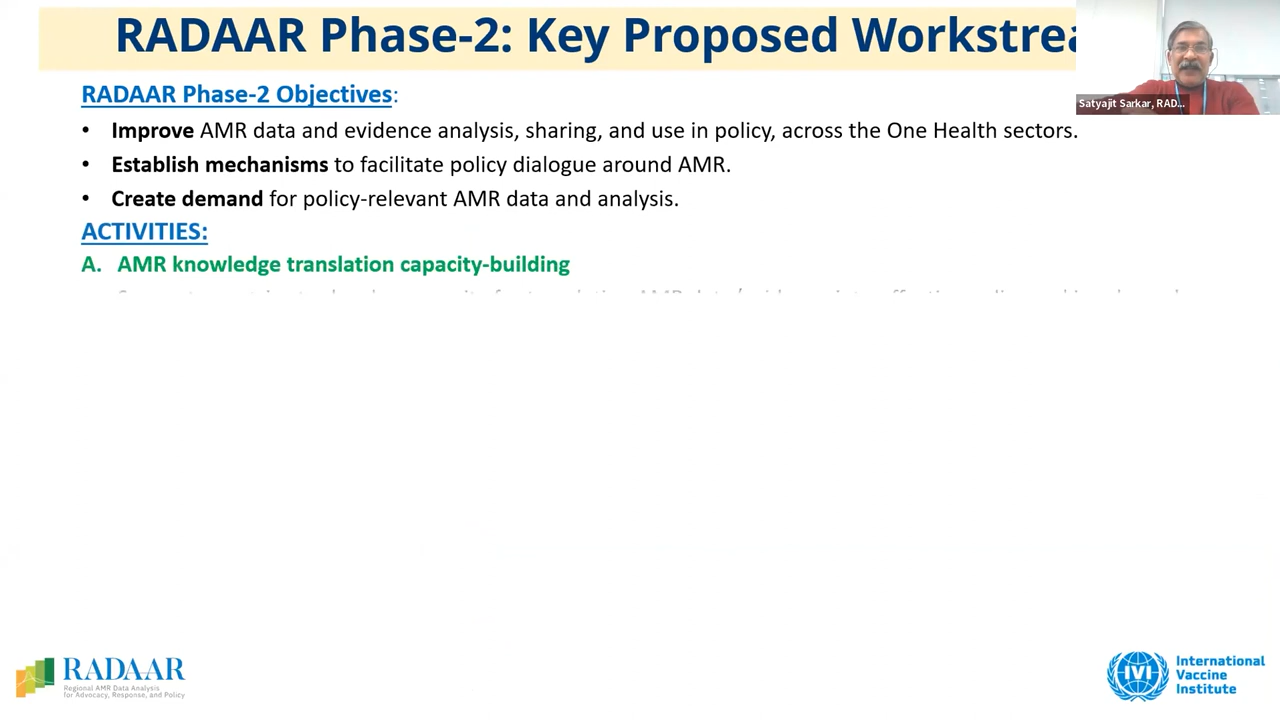 RADAAR Phase-2: Key Proposed Workstrea
Satyajit Sarkar, RAD...
RADAAR Phase-2 Objectives:
• Improve AMR data and evidence analysis, sharing, and use in policy, across the One Health sectors.
• Establish mechanisms to facilitate policy dialogue around AMR.
• Create demand for policy-relevant AMR data and analysis.
ACTIVITIES:
A. AMR knowledge translation capacity-building
RADAAR
Regional AMR Data Analysis
for Advocacy, Response, and Policy
IVI
International
Vaccine
Institute